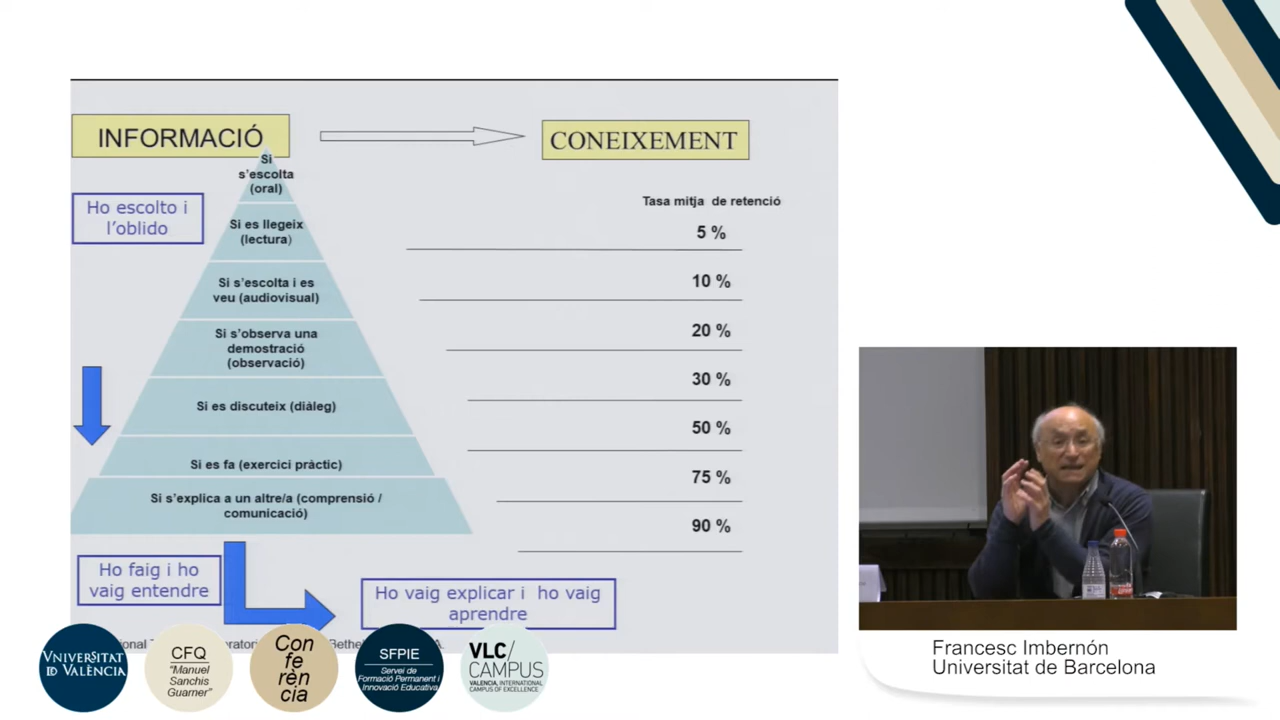 INFORMACIÓ
CONEIXEMENT
Si
s'escolta
(oral)
Ho escolto i
l'oblido
Si es llegeix
(lectura)
Si s'escolta i es
veu (audiovisual)
Si s'observa una
demostració
(observació)
Si es discuteix (diàleg)
Si es fa (exercici pràctic)
Si s'explica a un altre/a (comprensió /
comunicació)
Tasa mitja de retenció
5 %
10 %
20 %
30 %
50 %
75 %
90 %
Ho faig i ho
vaig entendre
Ho vaig explicar i ho vaig
aprendre
VNIVERSITAT
ID VALÈNCIA
CFQ
"Manuel
Sanchis
Guarner"
Con
fe
rèn
cia
SFPIE
Servei de
Formació Permanent i
Innovació Educativa
VLC/
CAMPUS
VALENCIA, INTERNATIONAL
CAMPUS OF EXCELLENCE
Francesc Imbernón
Universitat de Barcelona